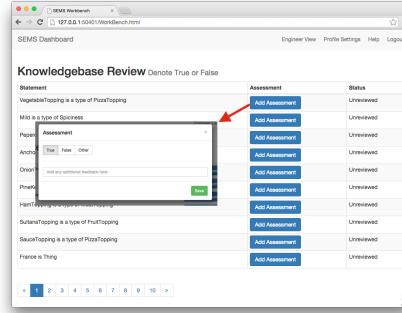 SEMS Workbench
127.0.0.1:50401/WorkBench.html
SEMS Dashboard
Engineer View Profile Settings Help Logou
Knowledgebase Review Denote True or False
Statement Assessment Status
VegetableTopping is a type of PizzaTopping Add Assessment Unreviewed
Mild is a type of Spiciness Add Assessment Unreviewed
Add Assessment Unreviewed
Assessment ×
True False Other
Add any additional feedback here
Save
Add Assessment Unreviewed
Add Assessment Unreviewed
Add Assessment Unreviewed
Add Assessment Unreviewed
SultanaTopping is a type of FruitTopping Add Assessment Unreviewed
SauceTopping is a type of PizzaTopping Add Assessment Unreviewed
France is Thing Add Assessment Unreviewed
« 1 2 3 4 5 6 7 8 9 10 »